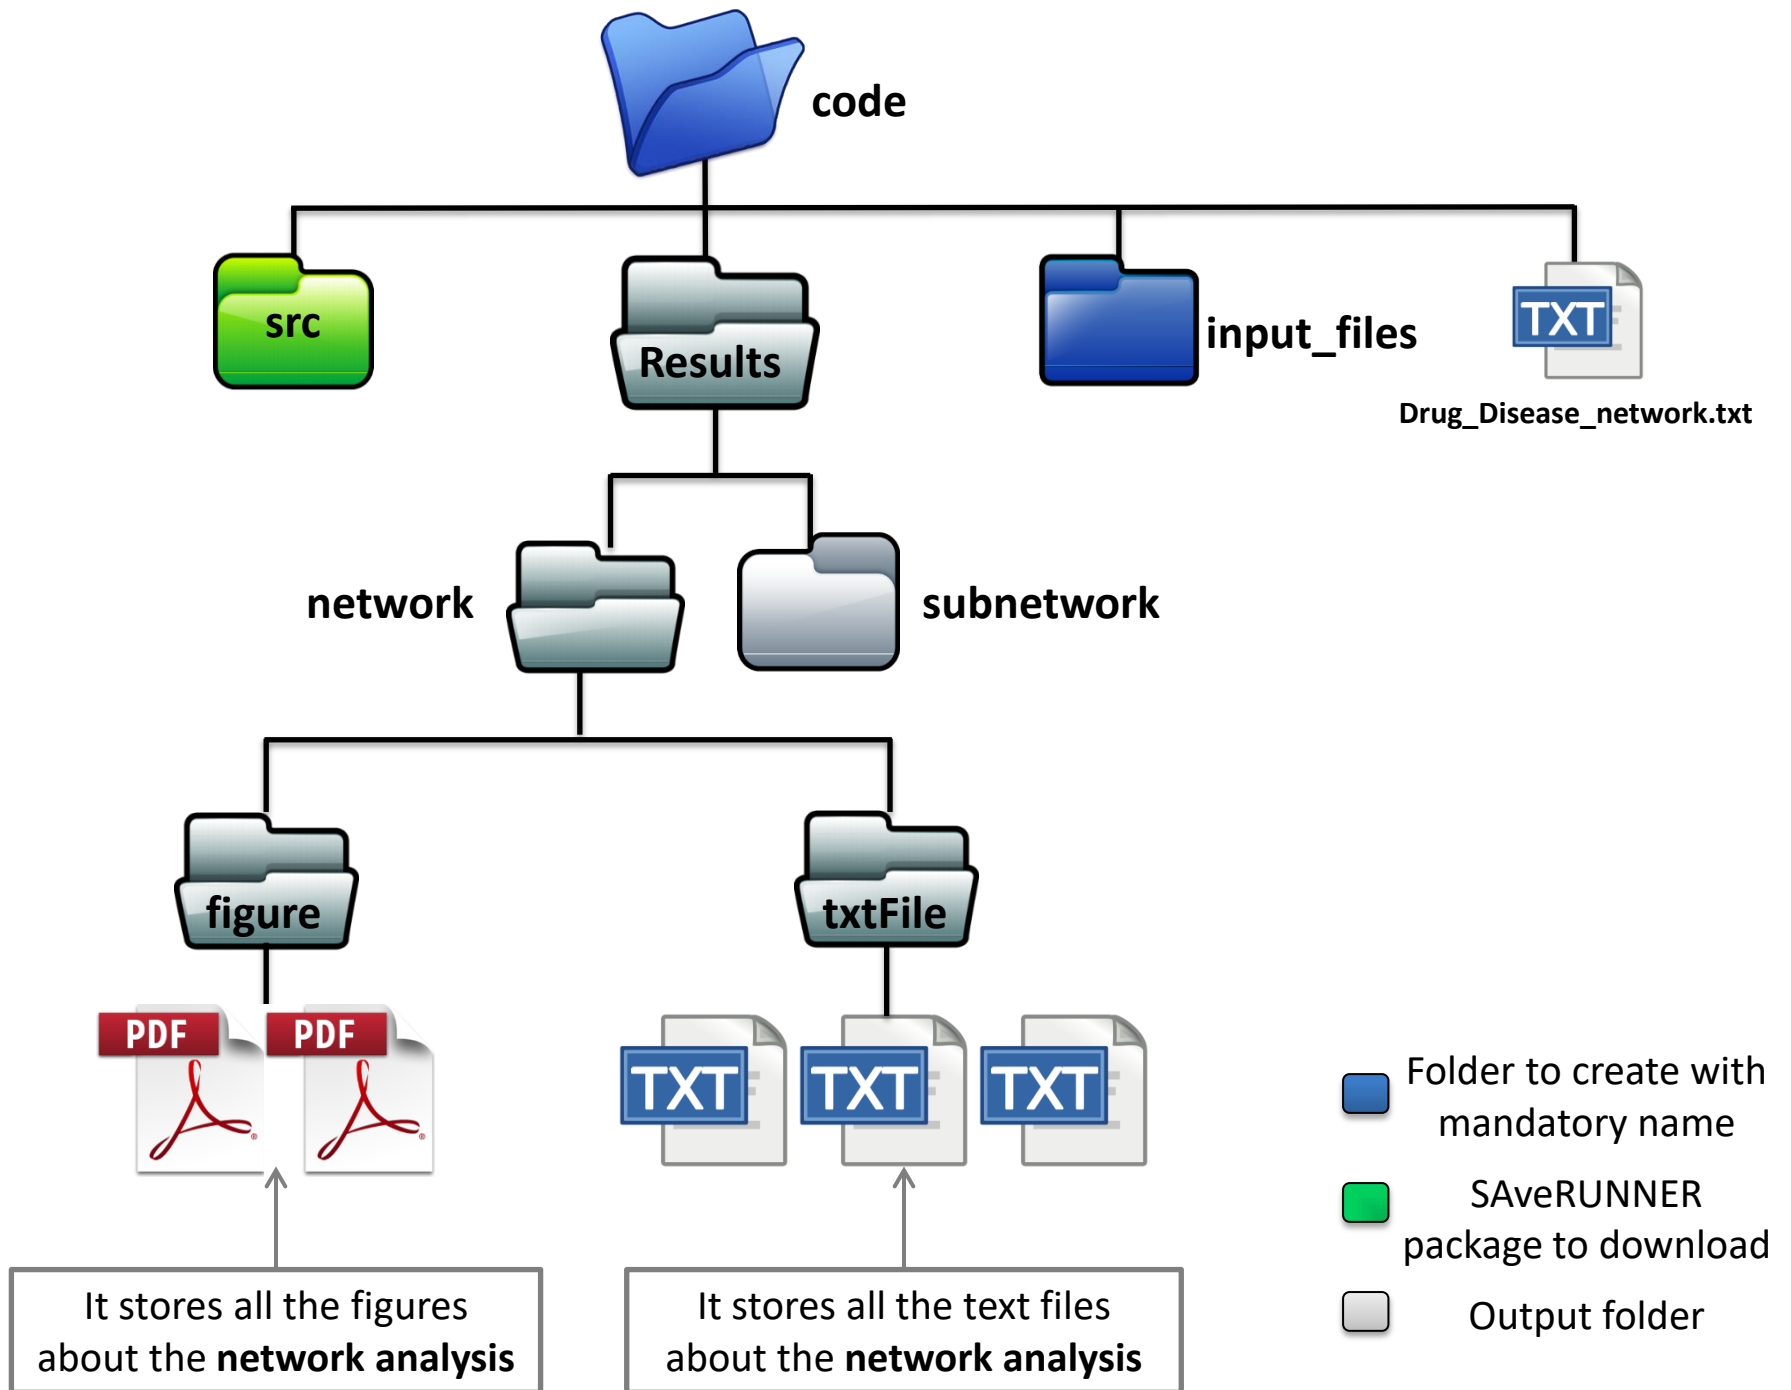 code
src
Results
input_files
TXT
Drug_Disease_network.txt
network
subnetwork
figure
txtFile
PDF
PDF
TXT
TXT
TXT
It stores all the figures
about the network analysis
It stores all the text files
about the network analysis
Folder to create with
mandatory name
SAveRUNNER
package to download
Output folder